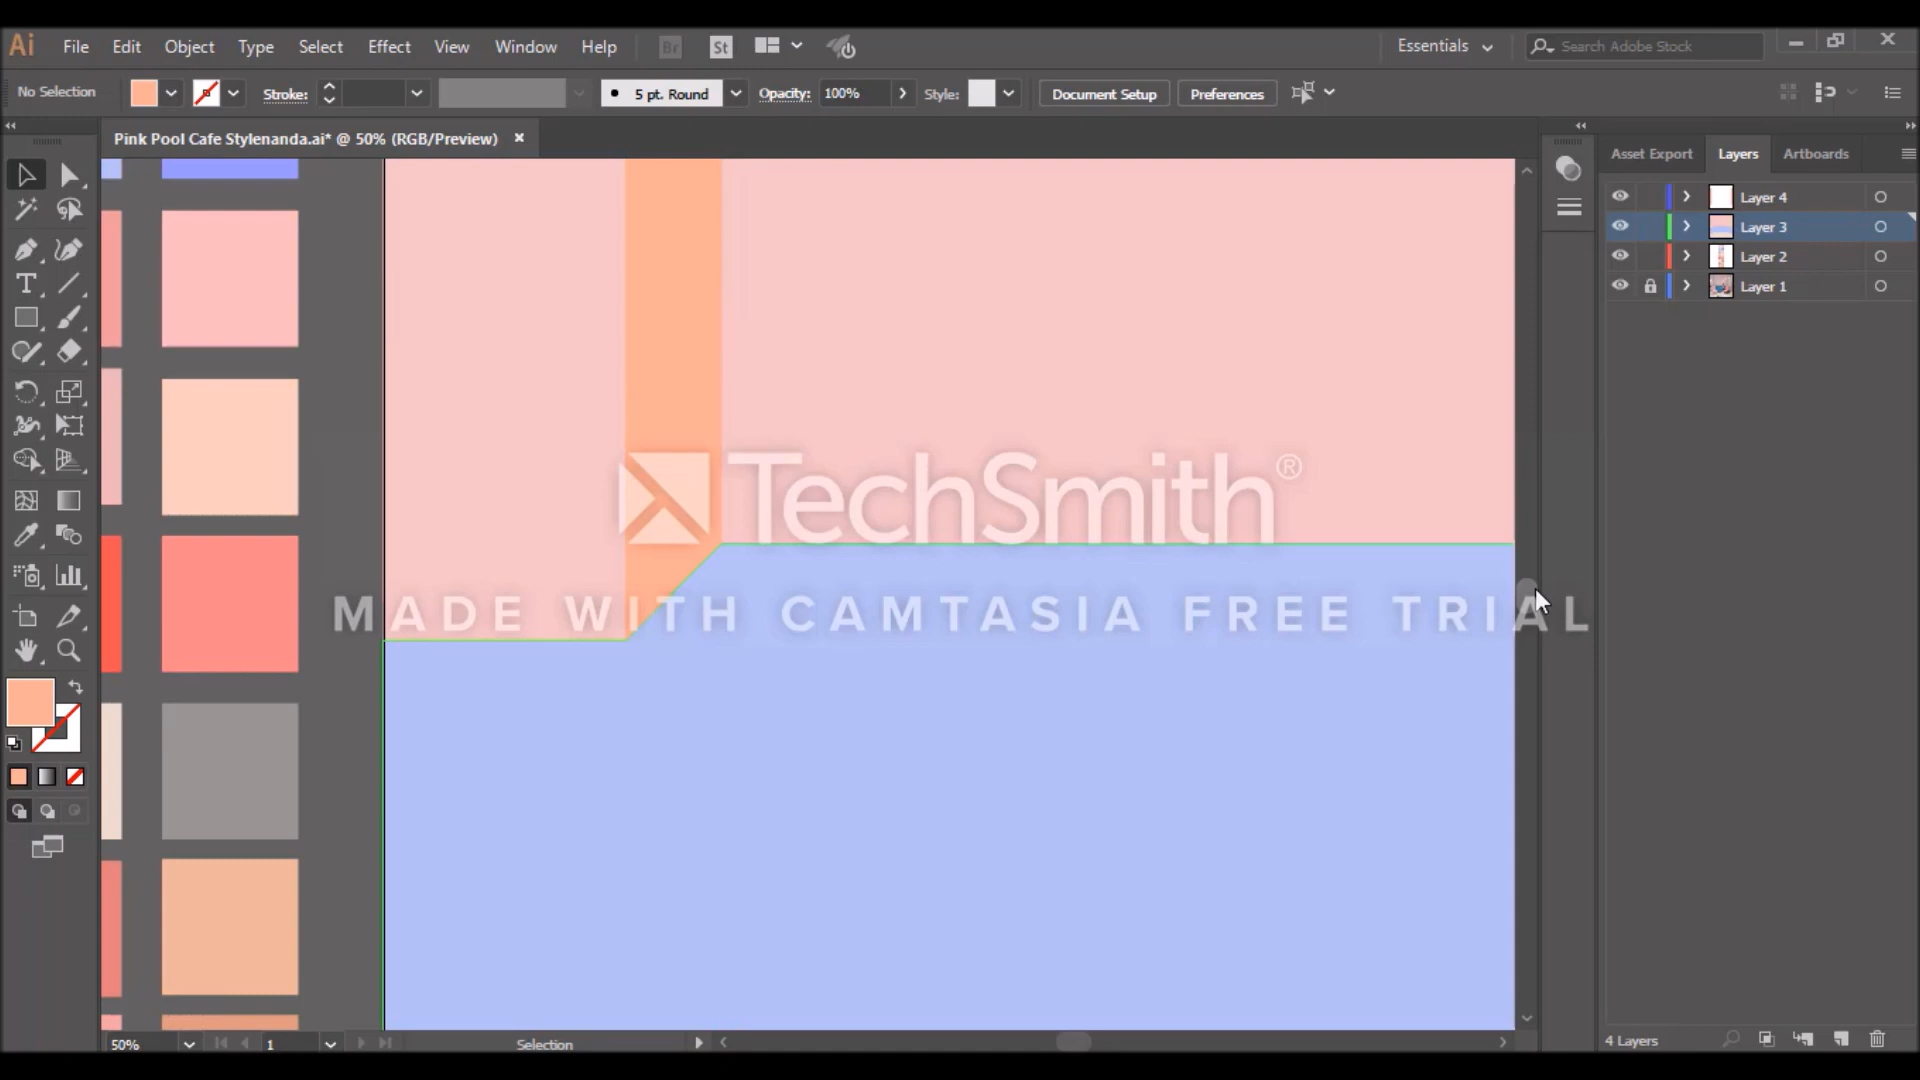 Ai File Edit Object Type Select Effect View Window Help Br St Essentials Search Adobe Stock
No Selection Stroke: 5 pt. Round Opacity: 100% Style: Document Setup Preferences
Pink Pool Cafe Stylenanda.ai* @ 50% (RGB/Preview) ×
Asset Export Layers Artboards
Layer 4
Layer 3
Layer 2
Layer 1
TechSmith®
MADE WITH CAMTASIA FREE TRIAL
50% 1 Selection 4 Layers